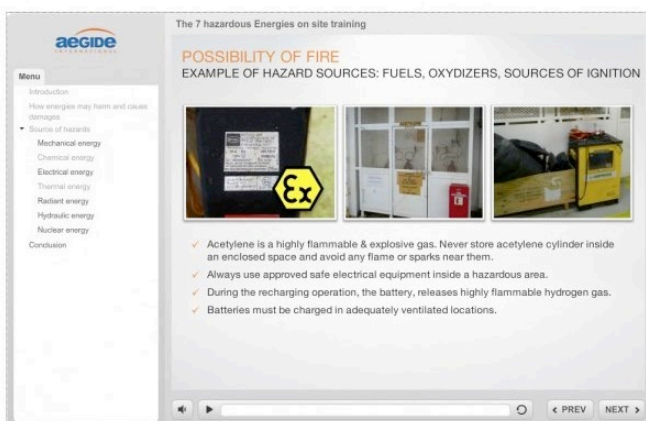 The 7 hazardous Energies on site training
aeGIDE
INTERNATIONAL
Menu
Introduction
How energies may harm and cause
damages
Source of hazards
Mechanical energy
Chemical energy
Electrical energy
Thermal energy
Radiant energy
Hydraulic energy
Nuclear energy
Conclusion
POSSIBILITY OF FIRE
EXAMPLE OF HAZARD SOURCES: FUELS, OXYDIZERS, SOURCES OF IGNITION
Ex
ACETYLENE
Acetylene is a highly flammable & explosive gas. Never store acetylene cylinder inside
an enclosed space and avoid any flame or sparks near them.
Always use approved safe electrical equipment inside a hazardous area.
During the recharging operation, the battery, releases highly flammable hydrogen gas.
Batteries must be charged in adequately ventilated locations.
PREV
NEXT